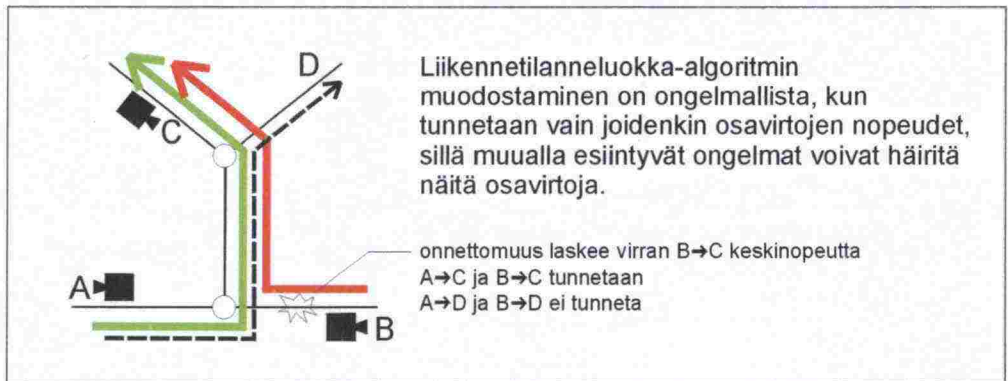 D
C
A
B
Liikennetilanneluokka-algoritmin
muodostaminen on ongelmallista, kun
tunnetaan vain joidenkin osavirtojen nopeudet,
sillä muualla esiintyvät ongelmat voivat häiritä
näitä osavirtoja.
onnettomuus laskee virran B→C keskinopeutta
A→C ja B→C tunnetaan
A→D ja B→D ei tunneta